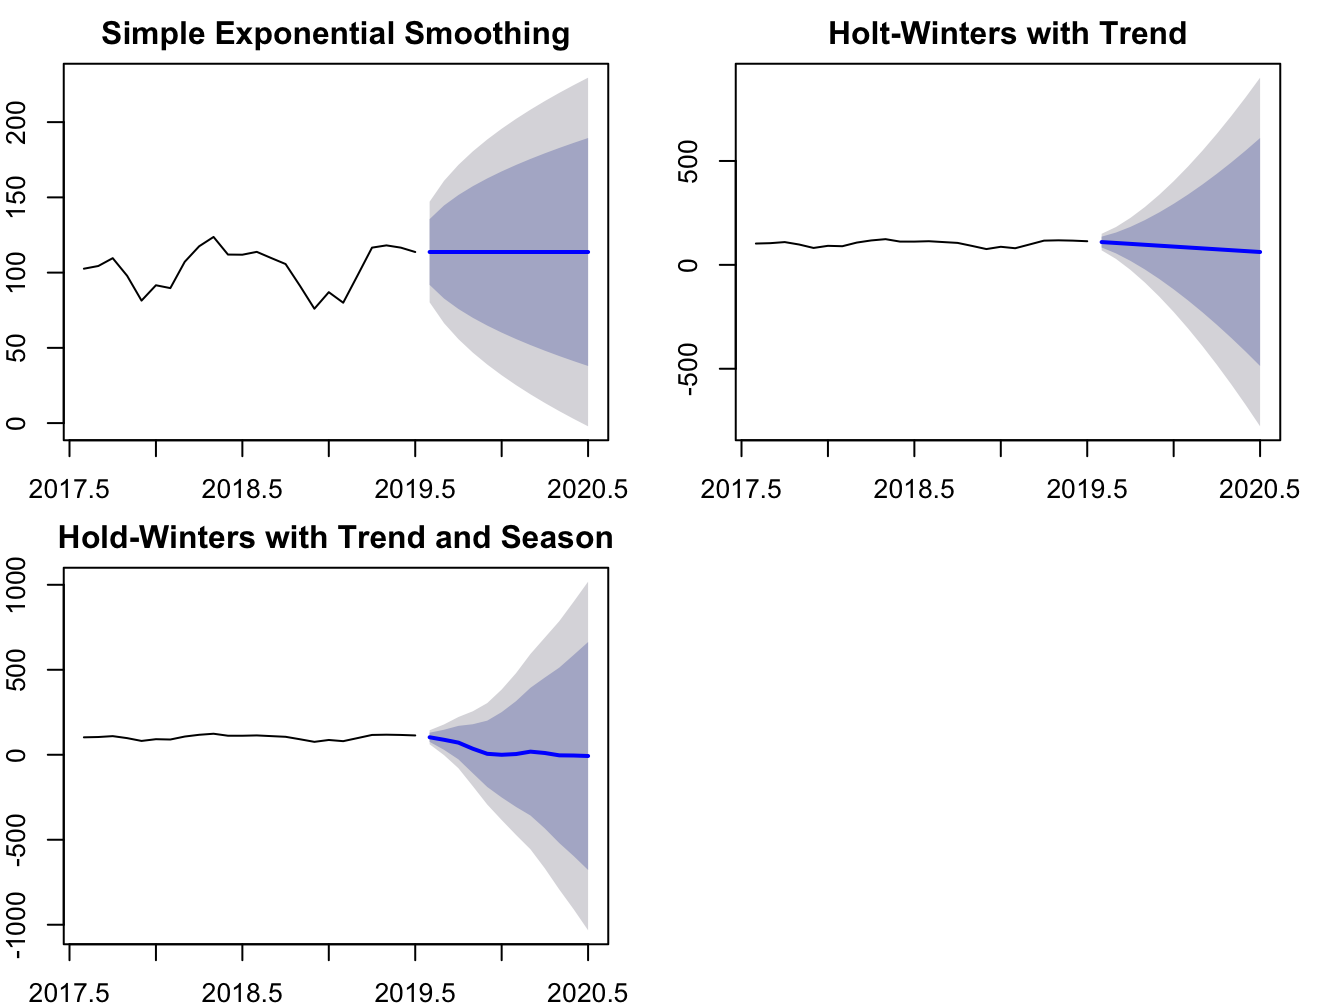 Simple Exponential Smoothing
200
150
100
50
0
2017.5 2018.5 2019.5 2020.5
Holt-Winters with Trend
500
0
-500
2017.5 2018.5 2019.5 2020.5
Hold-Winters with Trend and Season
1000
500
0
-500
-1000
2017.5 2018.5 2019.5 2020.5